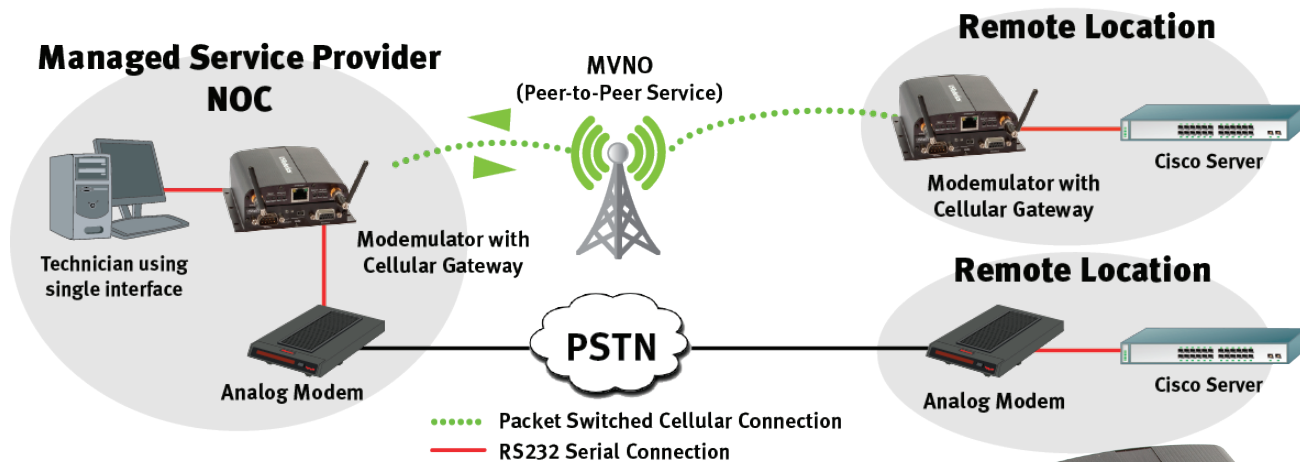 Managed Service Provider
NOC
Technician using
single interface
Modemulator with
Cellular Gateway
Analog Modem
MVNO
(Peer-to-Peer Service)
PSTN
Remote Location
Modemulator with
Cellular Gateway
Cisco Server
Remote Location
Analog Modem
Cisco Server
Packet Switched Cellular Connection
RS232 Serial Connection